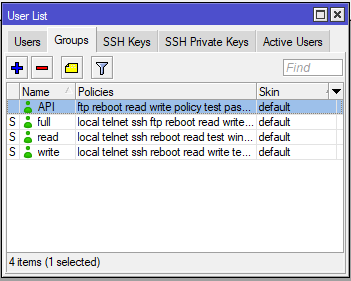 User List
Users Groups SSH Keys SSH Private Keys Active Users
Find
Name Policies Skin
API ftp reboot read write policy test pas... default
S full local telnet ssh ftp reboot read write... default
S read local telnet ssh reboot read test win... default
S write local telnet ssh reboot read write te... default
4 items (1 selected)